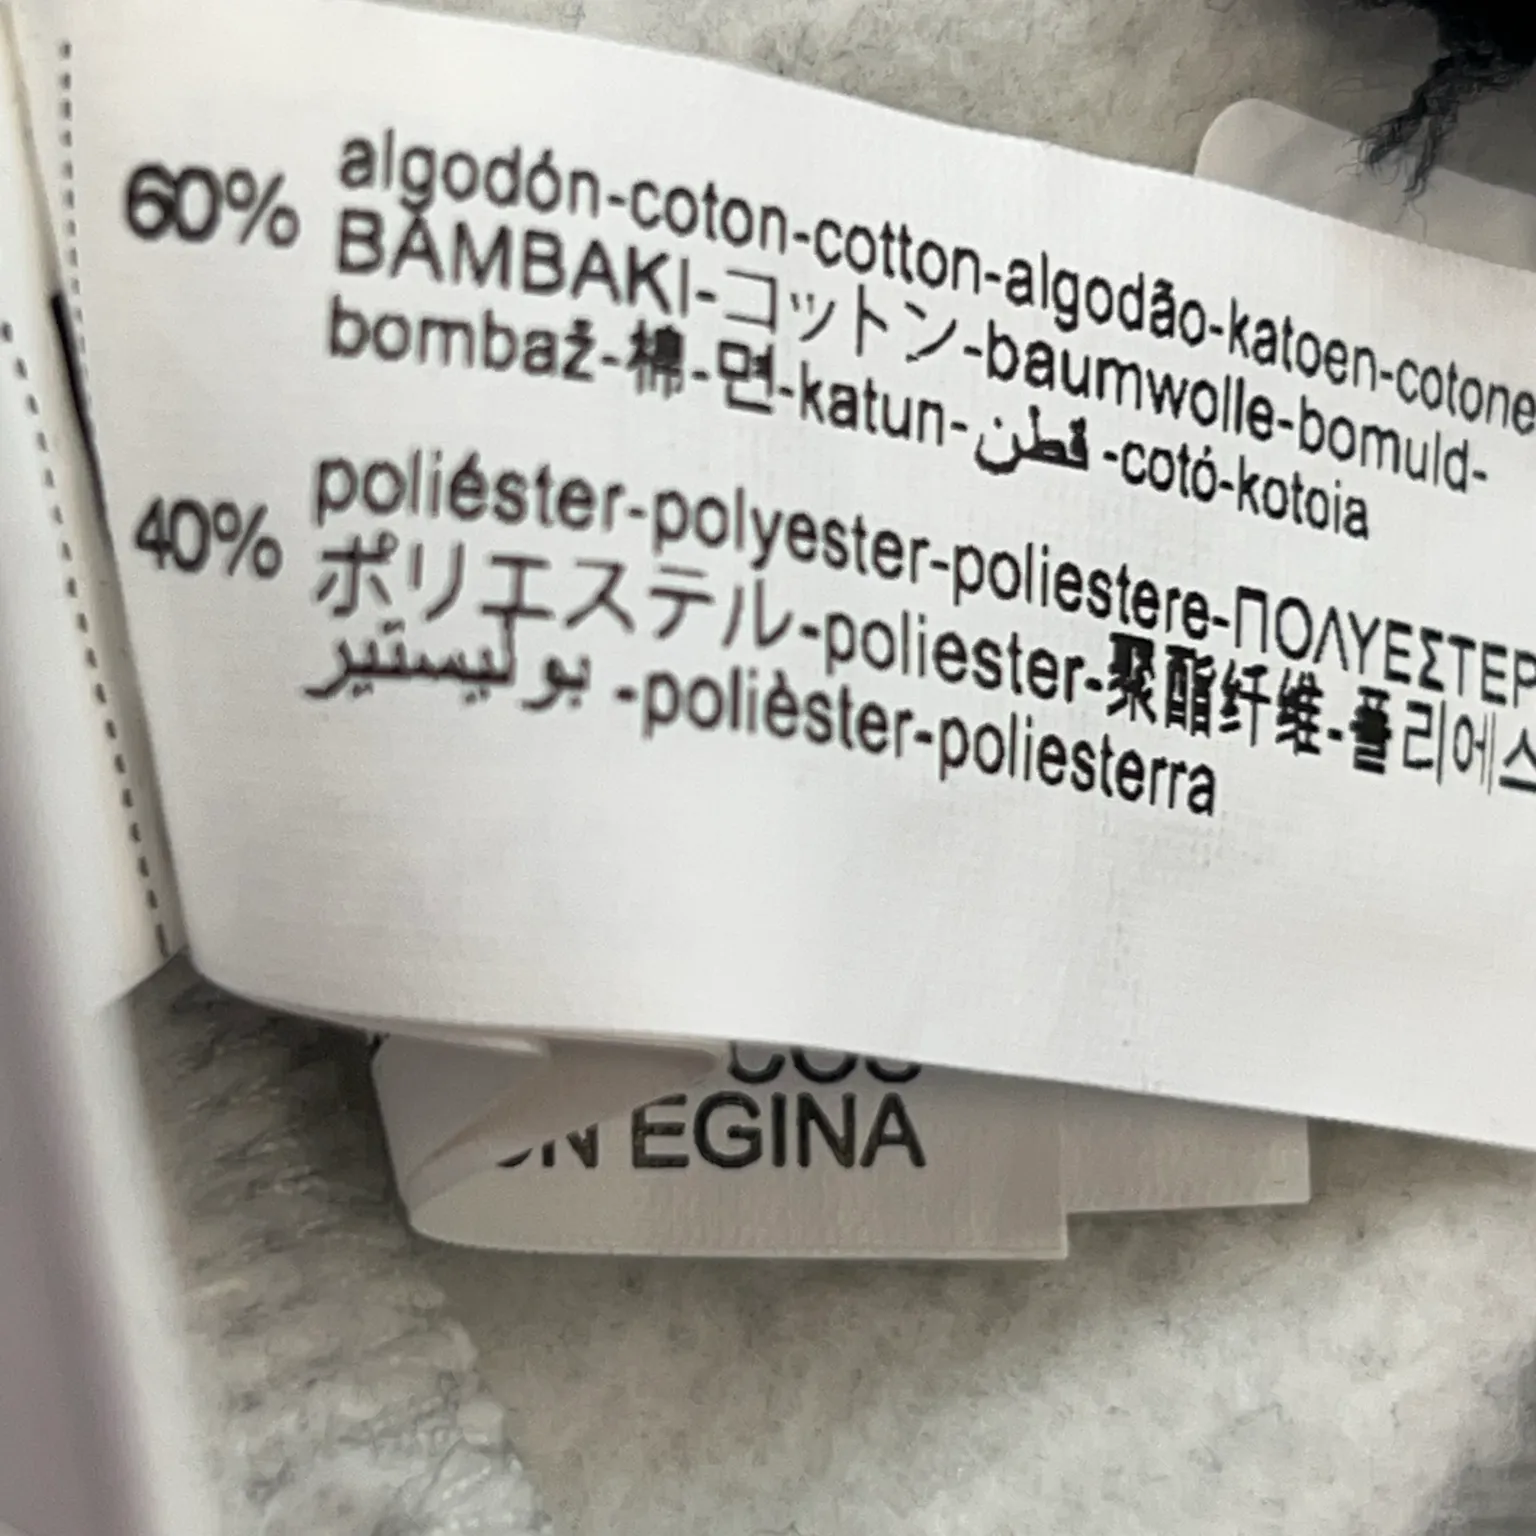 60% algodón-coton-cotton-algodão-katoen-cotone
BAMBAKI-コットン-baumwolle-bomuld-
bombaž-棉-면-katun-قطن-cotó-kotoia
40% poliéster-polyester-poliestere-ΠΟΛΥΕΣΤΕΡ
ポリエステル-poliester-聚酯纤维-폴리에스
بوليستير-polièster-poliesterra
EGINA